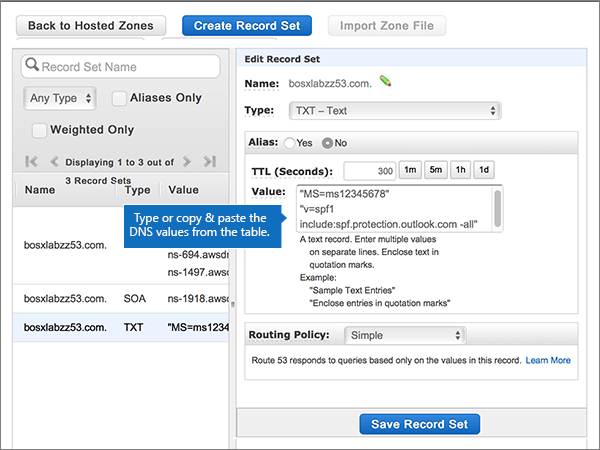 Back to Hosted Zones
Create Record Set
Import Zone File
Record Set Name
Any Type
Aliases Only
Weighted Only
Displaying 1 to 3 out of
3 Record Sets
Name Type Value
bosxlabzz53.com.
ns-694.awsd
ns-1497.awsd
bosxlabzz53.com. SOA ns-1918.awsd
bosxlabzz53.com. TXT "MS=ms1234
Type or copy & paste the
DNS values from the table.
Edit Record Set
Name: bosxlabzz53.com.
Type: TXT – Text
Alias: Yes No
TTL (Seconds): 300 1m 5m 1h 1d
Value: "MS=ms12345678"
"v=spf1
include:spf.protection.outlook.com -all"
A text record. Enter multiple values
on separate lines. Enclose text in
quotation marks.
Example:
"Sample Text Entries"
"Enclose entries in quotation marks"
Routing Policy: Simple
Route 53 responds to queries based only on the values in this record. Learn More
Save Record Set